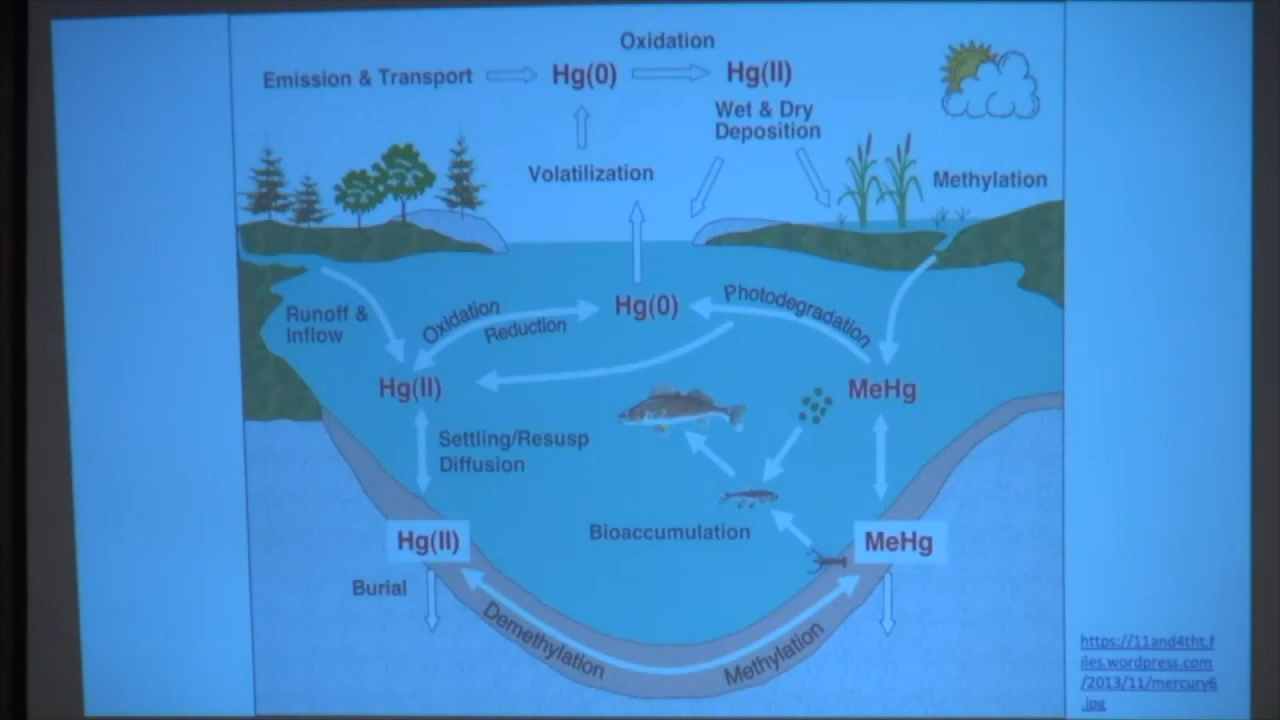 Oxidation
Emission & Transport
Hg(0)
Hg(II)
Wet & Dry
Deposition
Volatilization
Methylation
Runoff &
Inflow
Oxidation
Reduction
Hg(0)
Photodegradation
Hg(II)
MeHg
Settling/Resusp
Diffusion
Bioaccumulation
Hg(II)
MeHg
Burial
Demethylation
Methylation
https://11and4tht.f
iles.wordpress.com
/2013/11/mercury6
.jpg